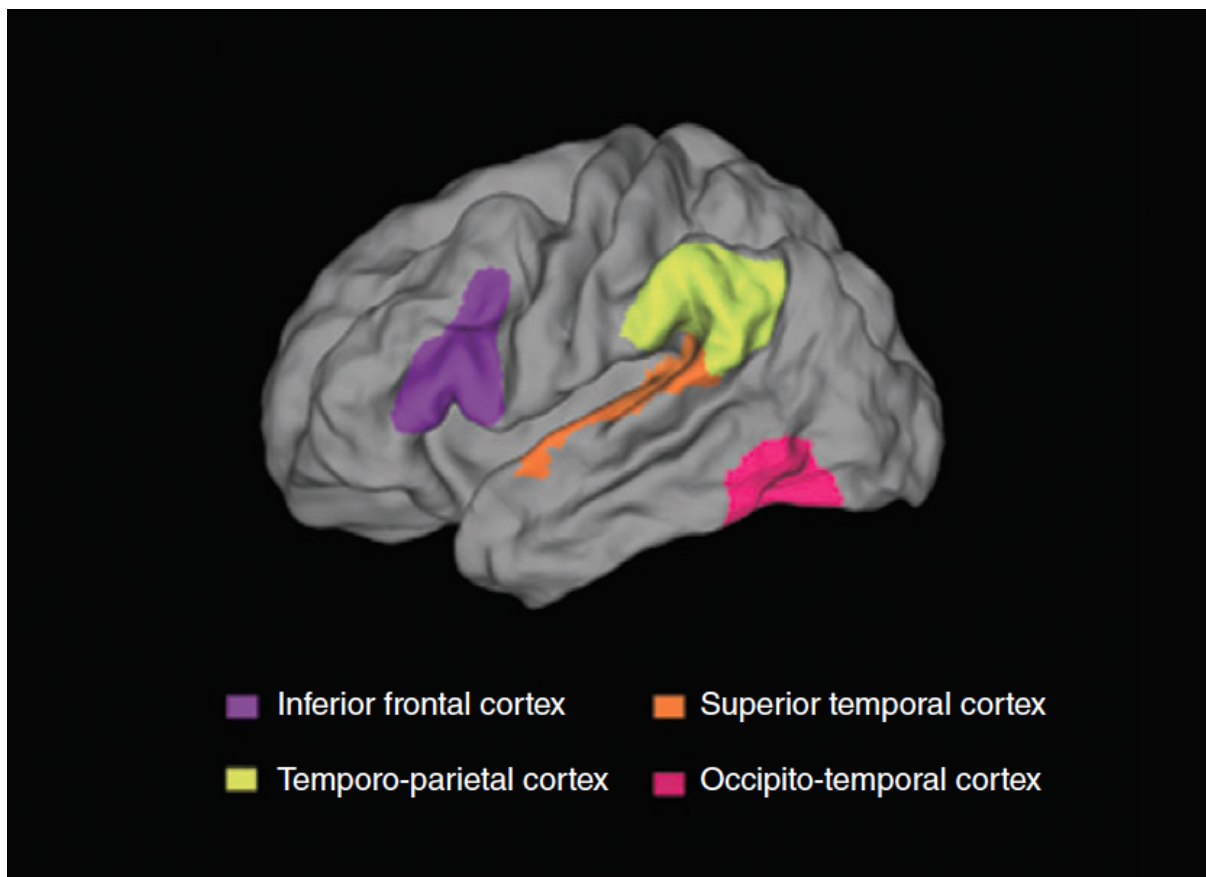 Inferior frontal cortex
Superior temporal cortex
Temporo-parietal cortex
Occipito-temporal cortex